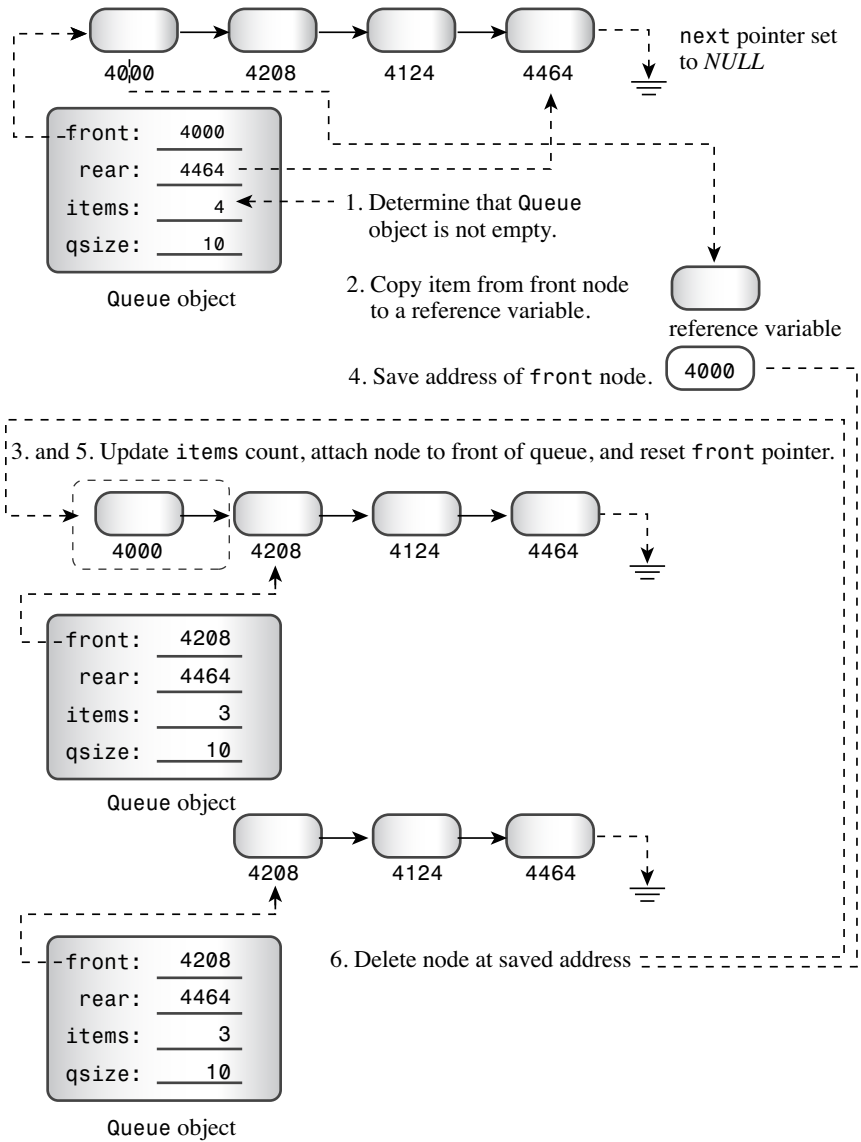 next pointer set
to NULL
4000 4208 4124 4464
front: 4000
rear: 4464
items: 4
qsize: 10
Queue object
1. Determine that Queue
object is not empty.
2. Copy item from front node
to a reference variable.
reference variable
4. Save address of front node.
4000
3. and 5. Update items count, attach node to front of queue, and reset front pointer.
4000 4208 4124 4464
front: 4208
rear: 4464
items: 3
qsize: 10
Queue object
4208 4124 4464
front: 4208
rear: 4464
items: 3
qsize: 10
Queue object
6. Delete node at saved address